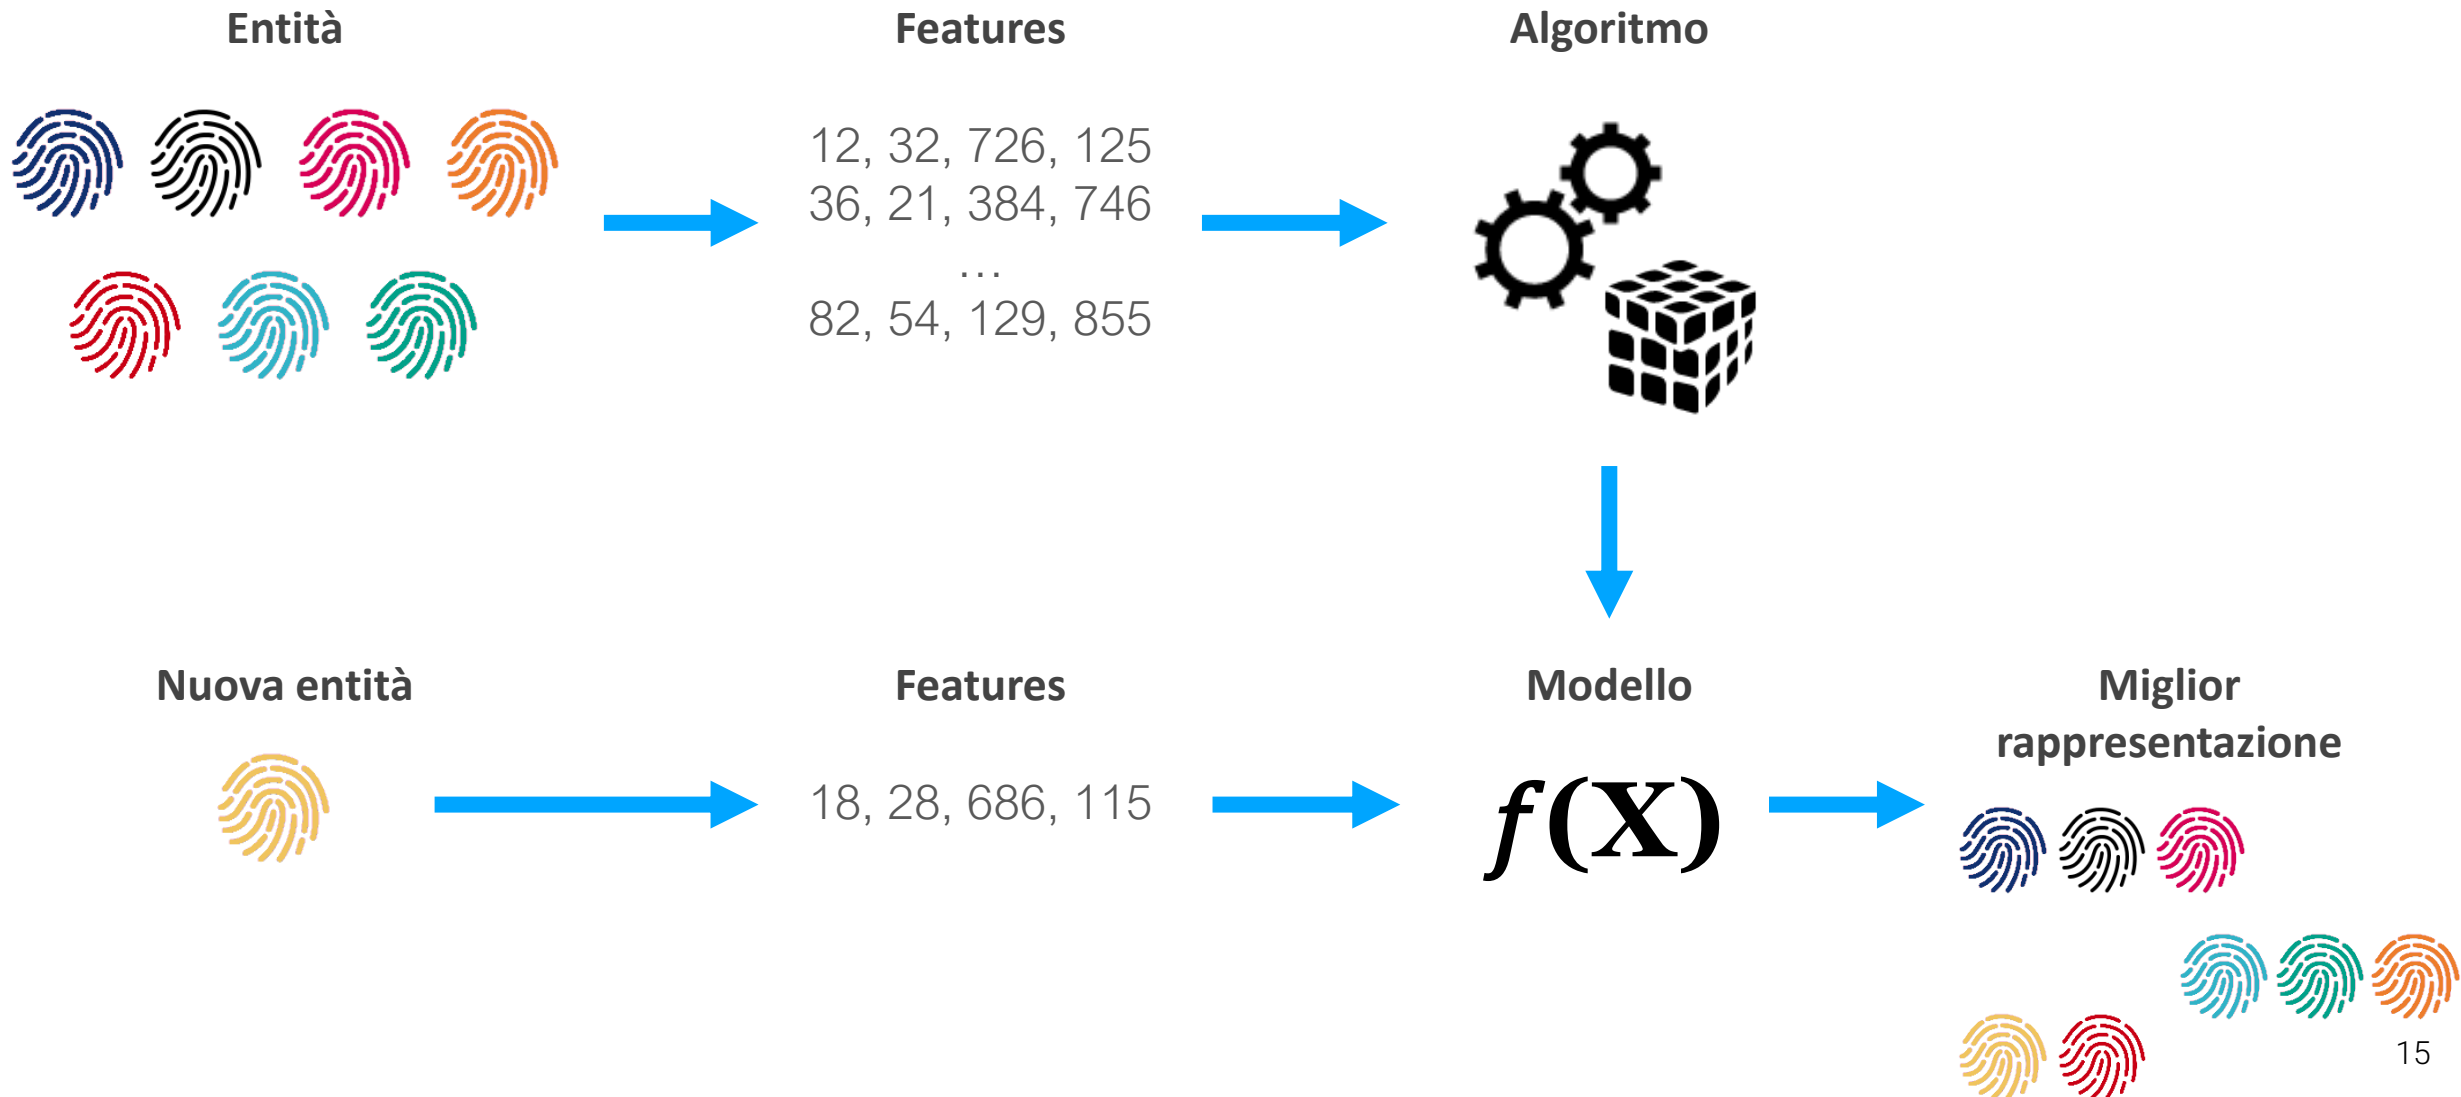 Entità
Features
Algoritmo
12, 32, 726, 125
36, 21, 384, 746
...
82, 54, 129, 855
Nuova entità
Features
Modello
Miglior
rappresentazione
18, 28, 686, 115
f(X)
15